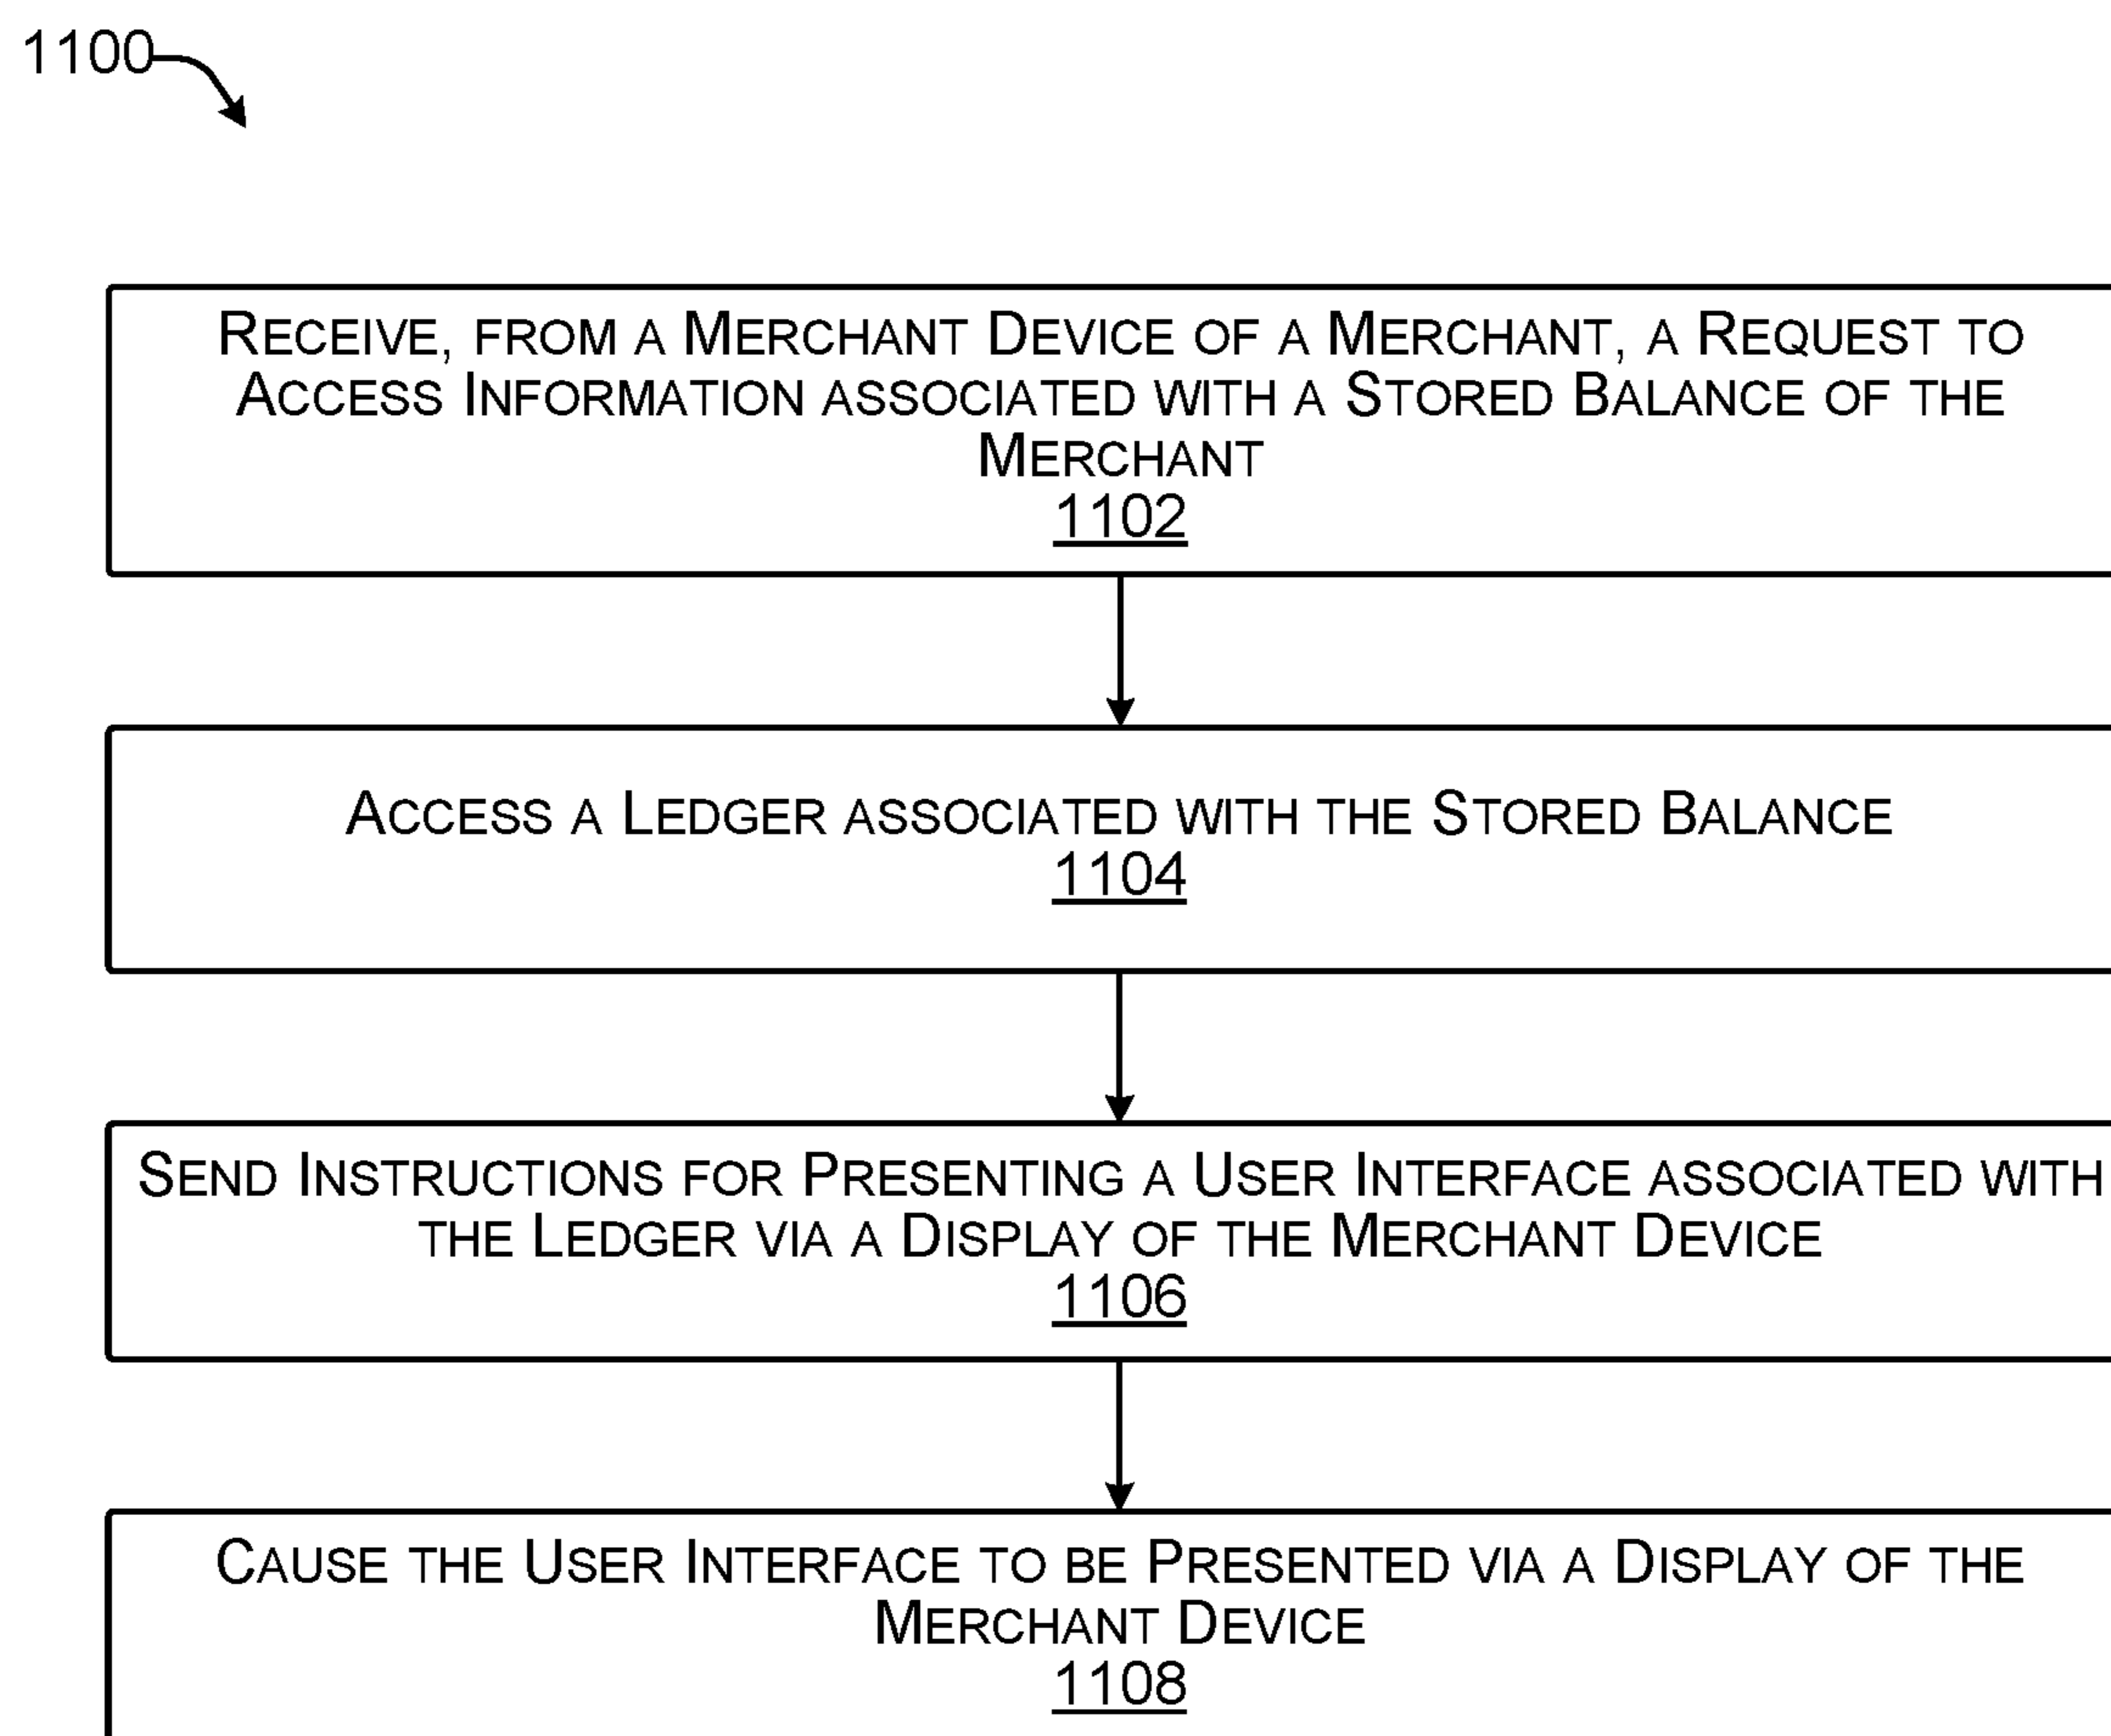 1100
RECEIVE, FROM A MERCHANT DEVICE OF A MERCHANT, A REQUEST TO
ACCESS INFORMATION ASSOCIATED WITH A STORED BALANCE OF THE
MERCHANT
1102
ACCESS A LEDGER ASSOCIATED WITH THE STORED BALANCE
1104
SEND INSTRUCTIONS FOR PRESENTING A USER INTERFACE ASSOCIATED WITH
THE LEDGER VIA A DISPLAY OF THE MERCHANT DEVICE
1106
CAUSE THE USER INTERFACE TO BE PRESENTED VIA A DISPLAY OF THE
MERCHANT DEVICE
1108